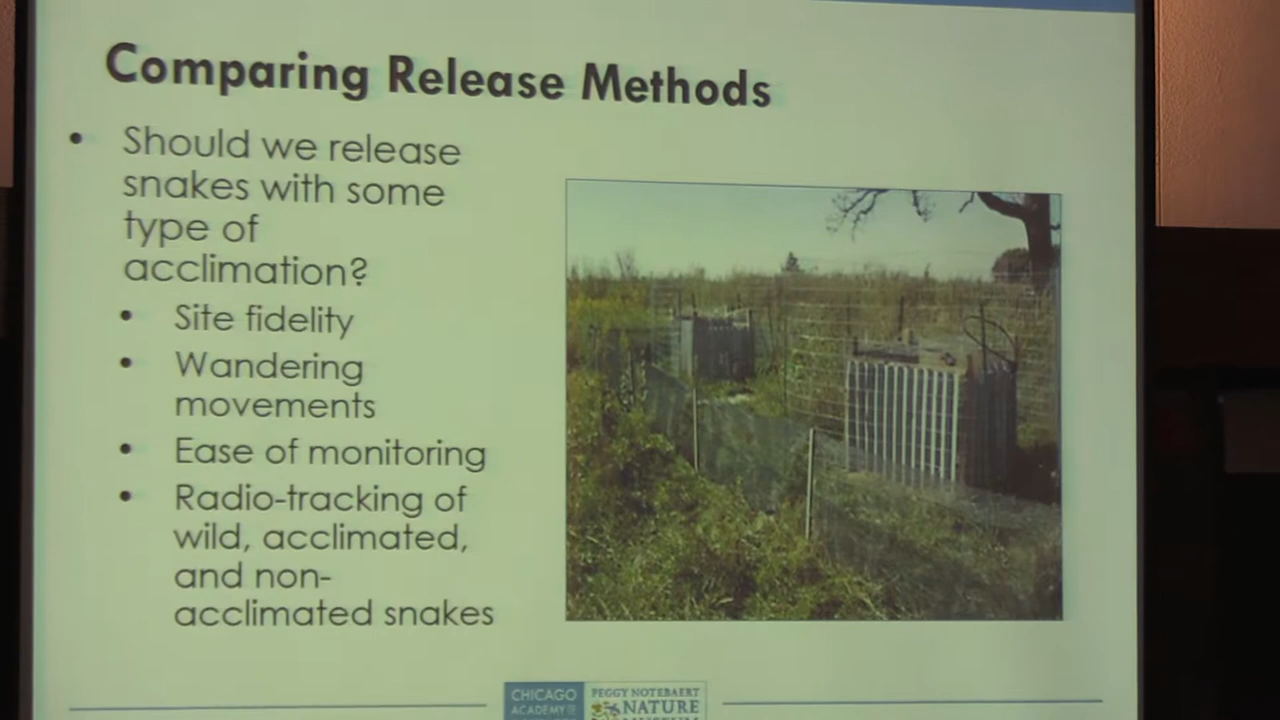 Comparing Release Methods
• Should we release
snakes with some
type of
acclimation?
• Site fidelity
• Wandering
movements
• Ease of monitoring
• Radio-tracking of
wild, acclimated,
and non-
acclimated snakes
CHICAGO
ACADEMY
PEGGY NOTEBAERT
NATURE
MUSEUM